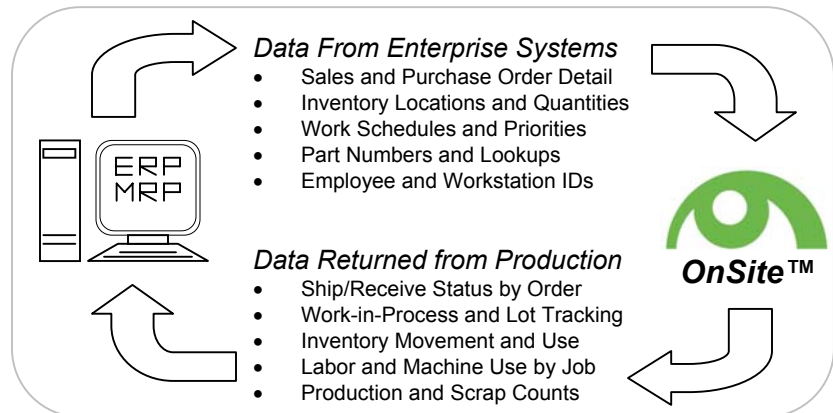 Data From Enterprise Systems
• Sales and Purchase Order Detail
• Inventory Locations and Quantities
• Work Schedules and Priorities
• Part Numbers and Lookups
• Employee and Workstation IDs
ERP
MRP
OnSite™
Data Returned from Production
• Ship/Receive Status by Order
• Work-in-Process and Lot Tracking
• Inventory Movement and Use
• Labor and Machine Use by Job
• Production and Scrap Counts